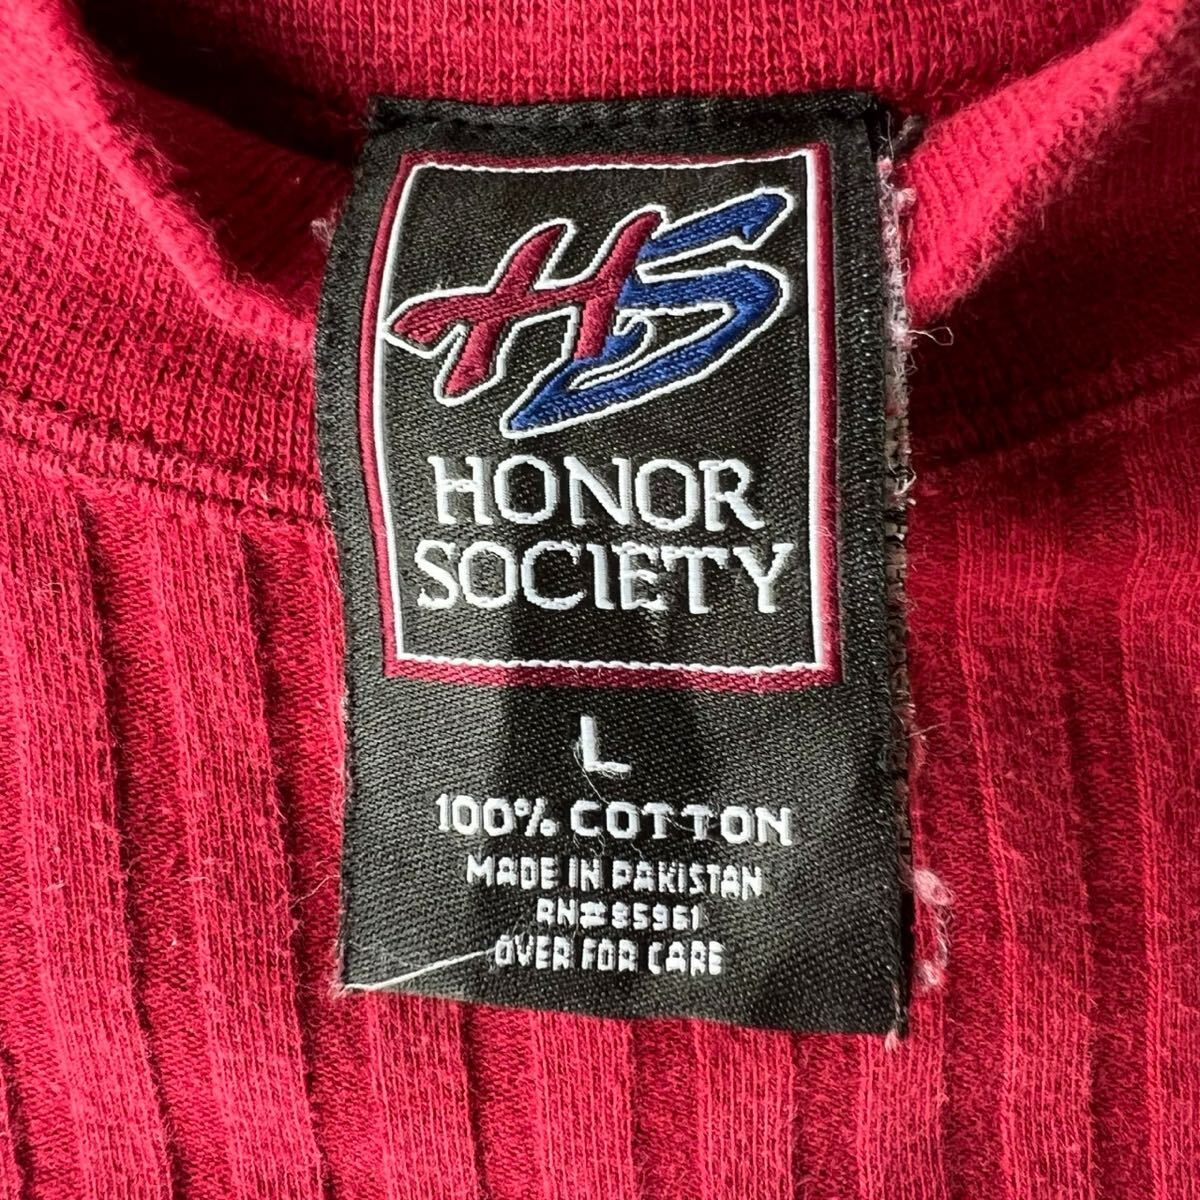 HS
HONOR
SOCIETY
L
100% COTTON
MADE IN PAKISTAN
RN#85961
OVER FOR CARE